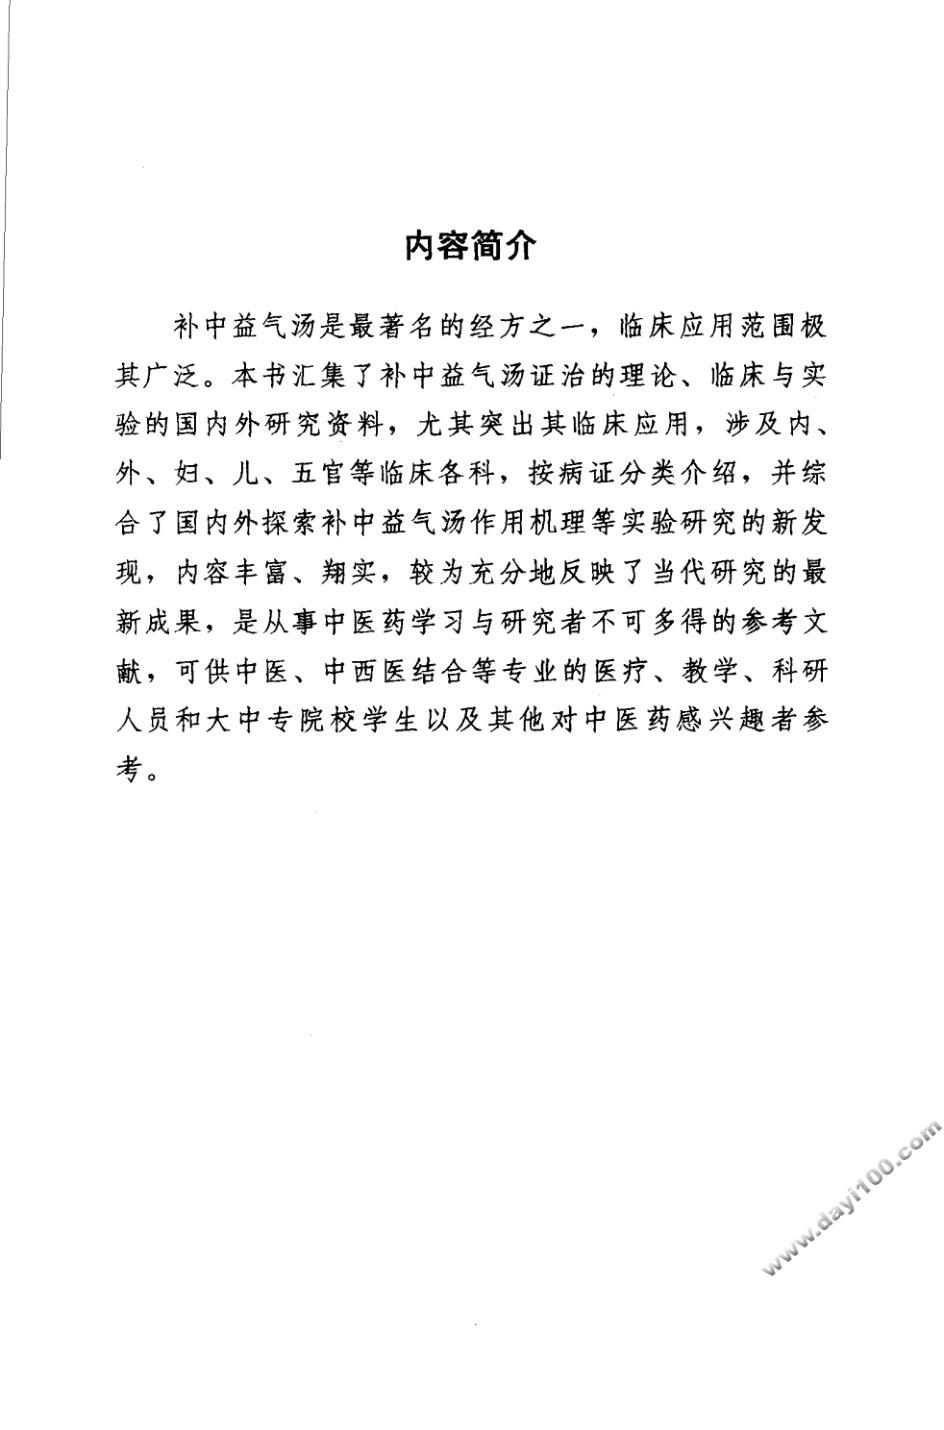 内容简介
补中益气汤是最著名的经方之一，临床应用范围极
其广泛。本书汇集了补中益气汤证治的理论、临床与实
验的国内外研究资料，尤其突出其临床应用，涉及内、
外、妇、儿、五官等临床各科，按病证分类介绍，并综
合了国内外探索补中益气汤作用机理等实验研究的新发
现，内容丰富、翔实，较为充分地反映了当代研究的最
新成果，是从事中医药学习与研究者不可多得的参考文
献，可供中医、中西医结合等专业的医疗、教学、科研
人员和大中专院校学生以及其他对中医药感兴趣者参
考。
www.dayi100.com